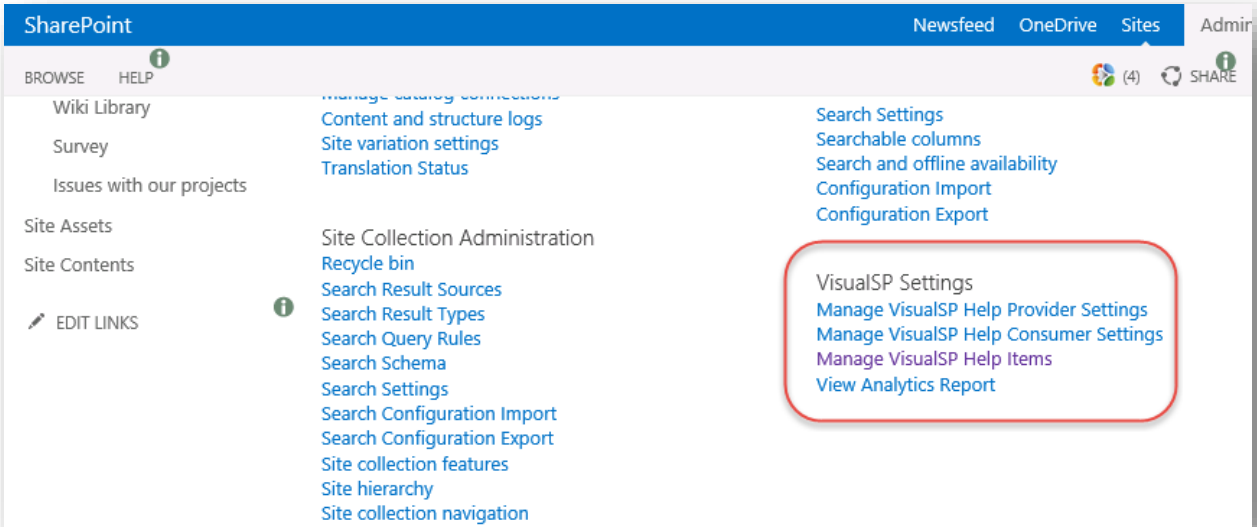 SharePoint
Newsfeed OneDrive Sites Admin
BROWSE HELP
(4) SHARE
Wiki Library
Survey
Issues with our projects
Site Assets
Site Contents
EDIT LINKS
Manage catalog connections
Content and structure logs
Site variation settings
Translation Status
Site Collection Administration
Recycle bin
Search Result Sources
Search Result Types
Search Query Rules
Search Schema
Search Settings
Search Configuration Import
Search Configuration Export
Site collection features
Site hierarchy
Site collection navigation
Search Settings
Searchable columns
Search and offline availability
Configuration Import
Configuration Export
VisualSP Settings
Manage VisualSP Help Provider Settings
Manage VisualSP Help Consumer Settings
Manage VisualSP Help Items
View Analytics Report